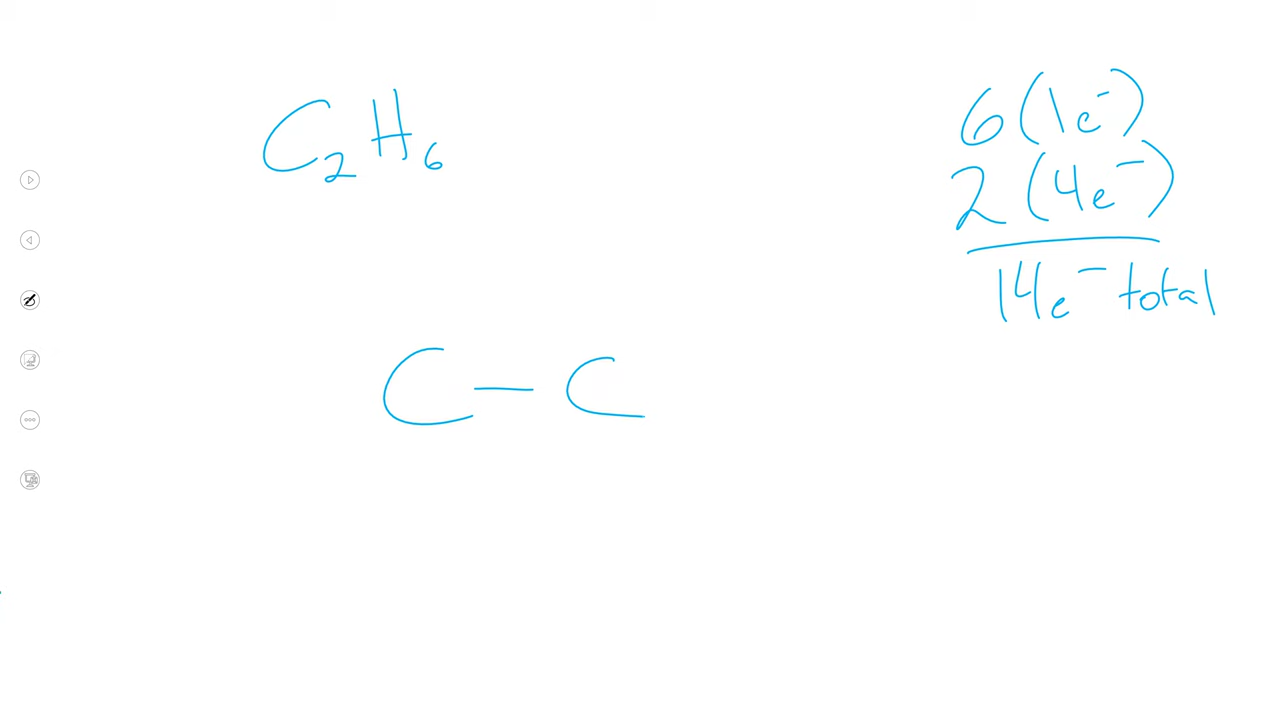 C₂H₆
6(1e⁻)
2(4e⁻)
14e⁻ total
C — C